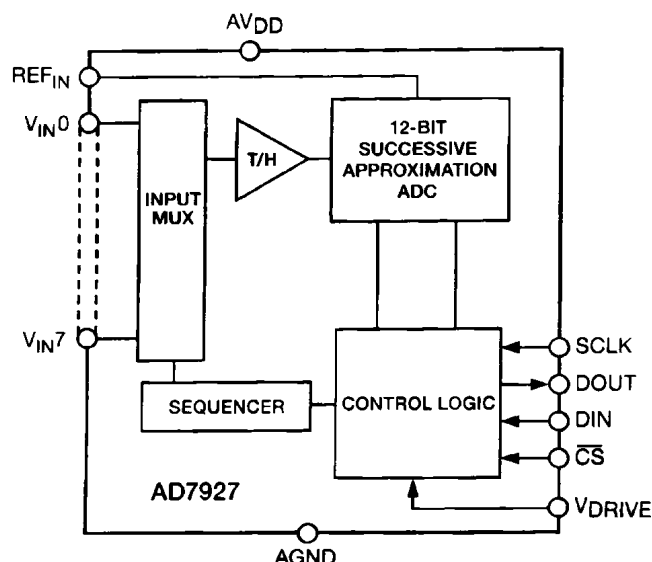 AVDD
REFIN
VIN0
T/H
12-BIT
SUCCESSIVE
APPROXIMATION
ADC
INPUT
MUX
VIN7
SCLK
DOUT
SEQUENCER
CONTROL LOGIC
DIN
CS
AD7927
VDRIVE
AGND